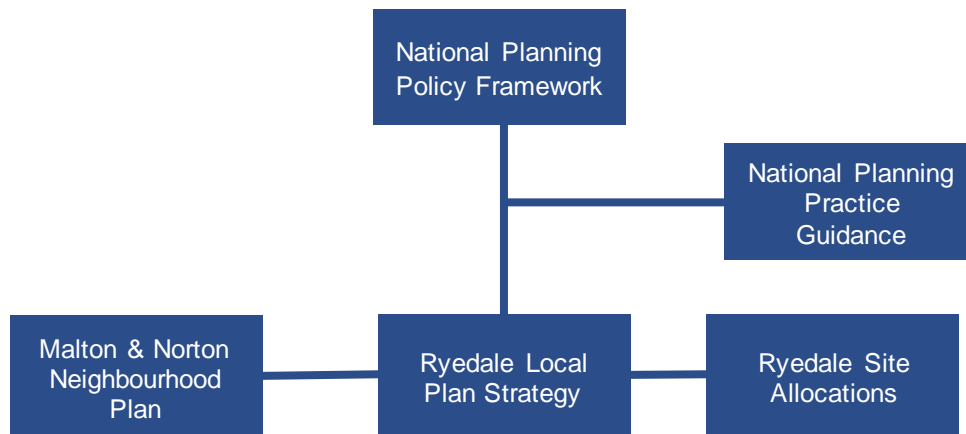 National Planning
Policy Framework
National Planning
Practice
Guidance
Malton & Norton
Neighbourhood
Plan
Ryedale Local
Plan Strategy
Ryedale Site
Allocations